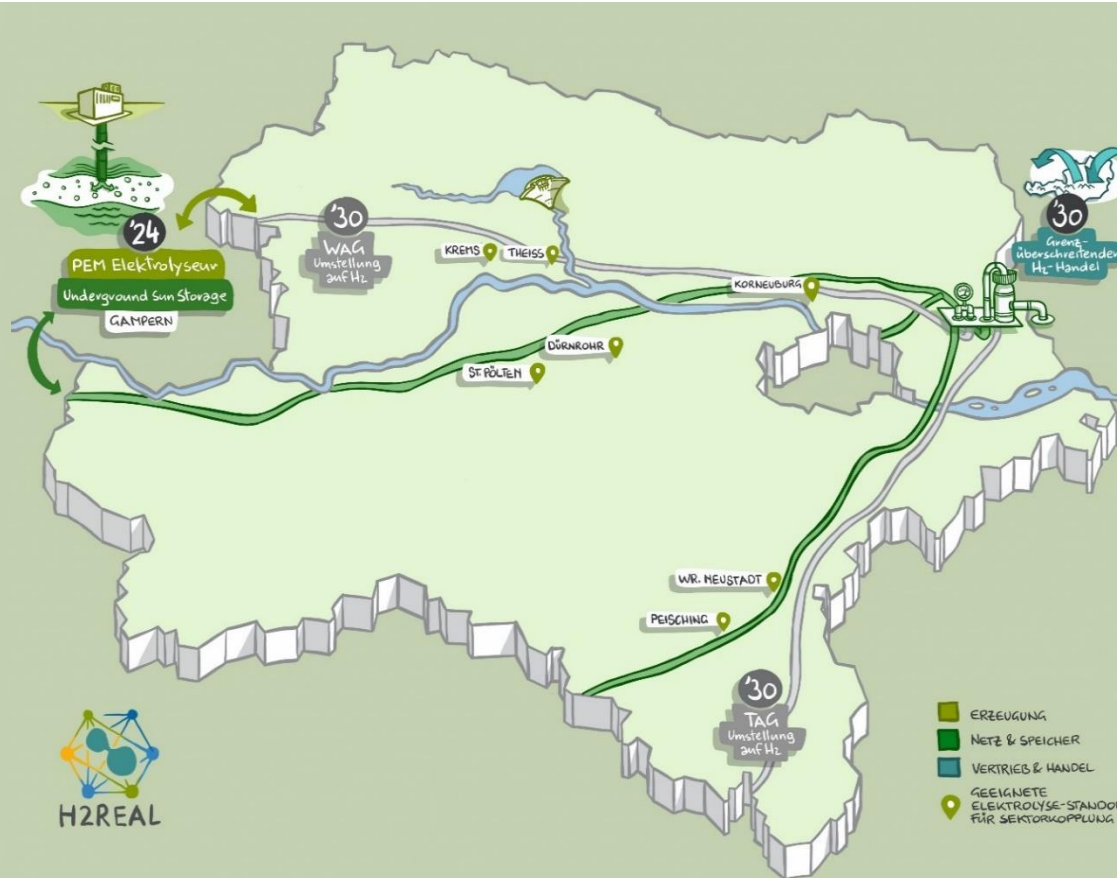 '24
PEM Elektrolyseur
Underground Sun Storage
GAMPERN
'30
WAG
Umstellung
auf H2
KREMS
THEISS
KORNEUBURG
'30
Grenz-
überschreitender
H2-Handel
DÜRNROHR
ST. PÖLTEN
WR. NEUSTADT
PEISCHING
'30
TAG
Umstellung
auf H2
H2REAL
ERZEUGUNG
NETZ & SPEICHER
VERTRIEB & HANDEL
GEEIGNETE
ELEKTROLYSE-STANDO
FÜR SEKTORKOPPLUNG